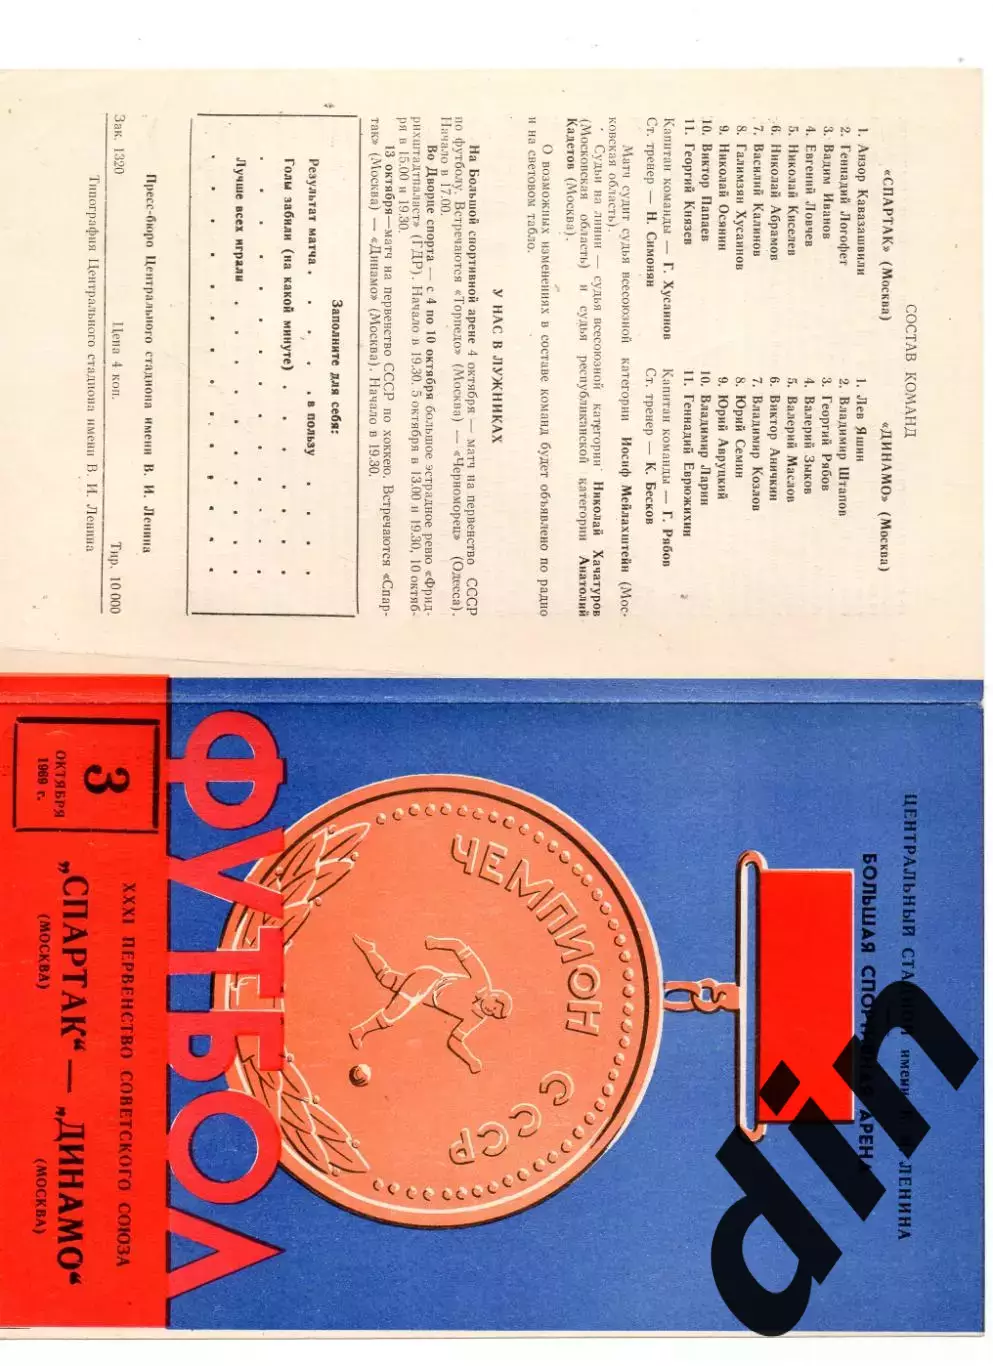 СОСТАВ КОМАНД
«СПАРТАК» (Москва)
1. Анзор Кавазашвили
2. Геннадий Логофет
3. Вадим Иванов
4. Евгений Ловчев
5. Николай Киселев
6. Николай Абрамов
7. Василий Калинов
8. Галимзян Хусаинов
9. Николай Осянин
10. Виктор Папаев
11. Георгий Князев
Капитан команды — Г. Хусаинов
Ст. тренер — Н. Симонян
«ДИНАМО» (Москва)
1. Лев Яшин
2. Владимир Штапов
3. Георгий Рябов
4. Валерий Зыков
5. Валерий Маслов
6. Виктор Аничкин
7. Владимир Козлов
8. Юрий Семин
9. Юрий Авруцкий
10. Владимир Ларин
11. Геннадий Еврюжихин
Капитан команды — Г. Рябов
Ст. тренер — К. Бесков
Матч судит судья всесоюзной категории Иосиф Мейлахштейн (Мос-
ковская область).
Судьи на линии — судья всесоюзной категории Николай Хачатуров
(Московская область) и судья республиканской категории Анатолий
Кадетов (Москва).
О возможных изменениях в составе команд будет объявлено по радио
и на световом табло.
У НАС В ЛУЖНИКАХ
На Большой спортивной арене 4 октября — матч на первенство СССР
по футболу. Встречаются «Торпедо» (Москва) — «Черноморец» (Одесса).
Начало в 17.00.
Во Дворце спорта — с 4 по 10 октября большое эстрадное ревю «Фрид-
рихштадтпаласт» (ГДР). Начало в 19.30, 5 октября в 13.00 и 19.30, 10 октяб-
ря в 15.00 и 19.30.
13 октября — матч на первенство СССР по хоккею. Встречаются «Спар-
так» (Москва) — «Динамо» (Москва). Начало в 19.30.
Заполните для себя:
Результат матча . . . . , в пользу . . . .
Голы забили (на какой минуте) . . . . . .
Лучше всех играли . . . . . . . .
Пресс-бюро Центрального стадиона имени В. И. Ленина
Зак. 1320 Цена 4 коп. Тир. 10 000
Типография Центрального стадиона имени В. И. Ленина
ЦЕНТРАЛЬНЫЙ СТАДИОН имени В. И. ЛЕНИНА
БОЛЬШАЯ СПОРТИВНАЯ АРЕНА
ЧЕМПИОН СССР
ФУТБОЛ
3
ОКТЯБРЯ
1969 г.
XXXI ПЕРВЕНСТВО СОВЕТСКОГО СОЮЗА
„СПАРТАК“ — „ДИНАМО“
(МОСКВА) (МОСКВА)
pin